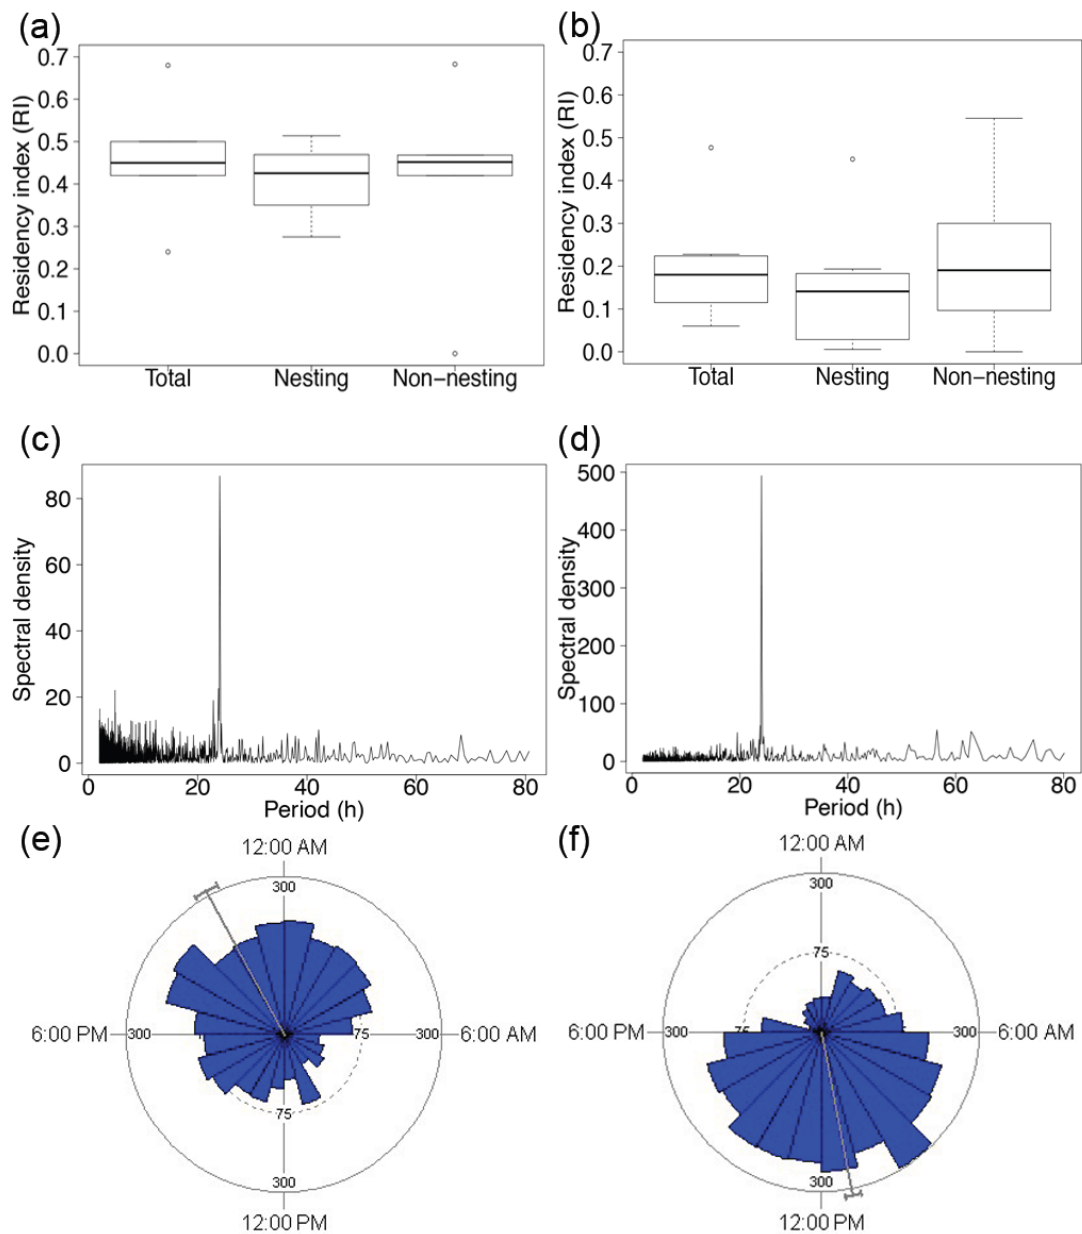 (a)
Residency index (RI)
0.7
0.6
0.5
0.4
0.3
0.2
0.1
0.0
Total Nesting Non-nesting
(b)
Residency index (RI)
0.7
0.6
0.5
0.4
0.3
0.2
0.1
0.0
Total Nesting Non-nesting
(c)
Spectral density
80
60
40
20
0
0 20 40 60 80
Period (h)
(d)
Spectral density
500
400
300
200
100
0
0 20 40 60 80
Period (h)
(e)
12:00 AM
300
6:00 PM 300 75 300 6:00 AM
75
300
12:00 PM
(f)
12:00 AM
300
75
6:00 PM 300 75 300 6:00 AM
300
12:00 PM